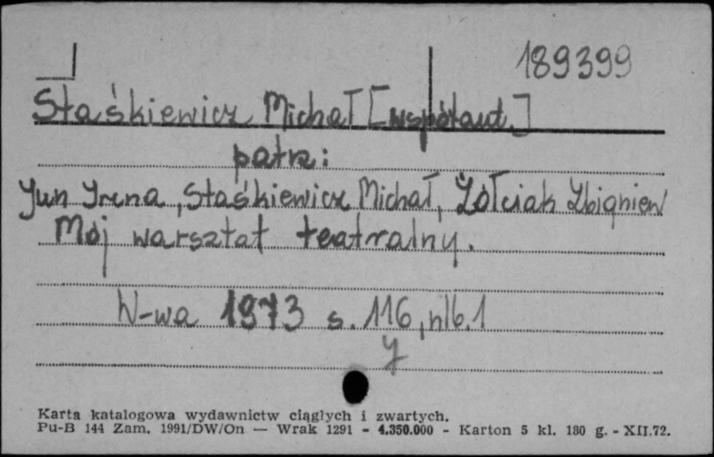 189399
Staśkiewicz Michał [współaut.]
patrz:
Jun Irena, Staśkiewicz Michał, Żółciak Zbigniew
Mój warsztat teatralny.
W-wa 1973 s. 116, nlb. 1
Karta katalogowa wydawnictw ciągłych i zwartych.
Pu-B 144 Zam. 1991/DW/On — Wrak 1291 - 4.350.000 - Karton 5 kl. 180 g. - XII.72.